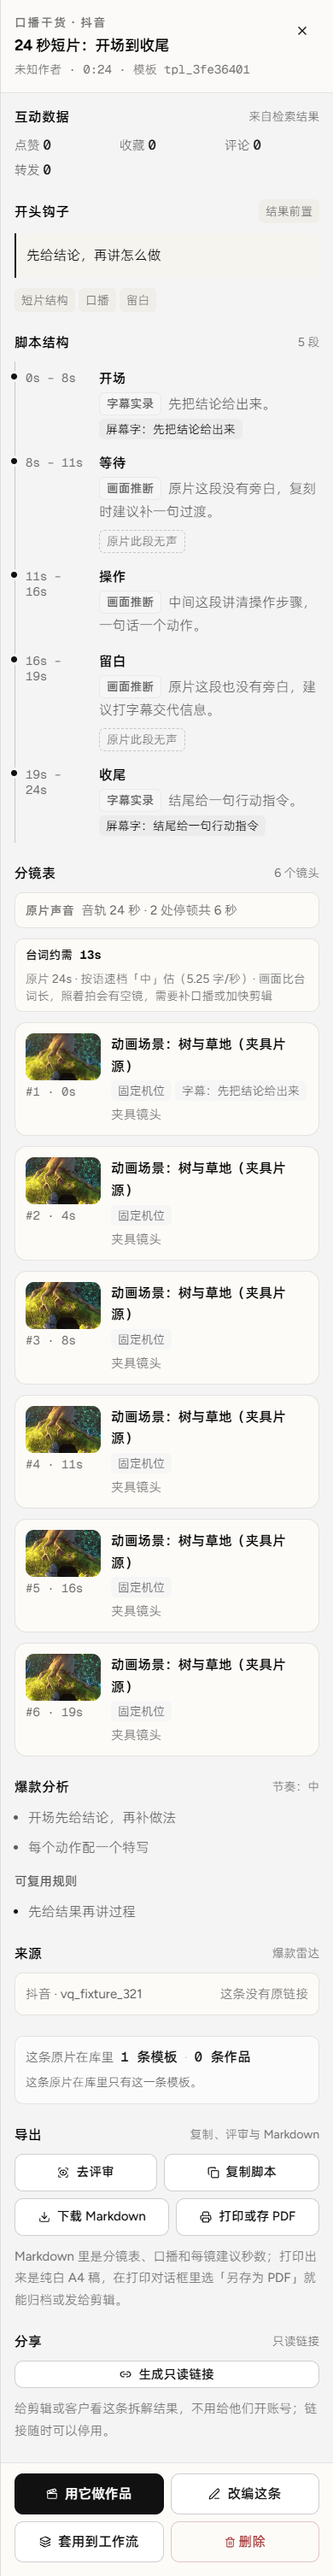 口播干货 · 抖音
24 秒短片：开场到收尾
未知作者 · 0:24 · 模板 tpl_3fe36401
互动数据 来自检索结果
点赞 0 收藏 0 评论 0
转发 0
开头钩子 结果前置
先给结论，再讲怎么做
短片结构 口播 留白
脚本结构 5 段
0s – 8s 开场
字幕实录 先把结论给出来。
屏幕字：先把结论给出来
8s – 11s 等待
画面推断 原片这段没有旁白，复刻
时建议补一句过渡。
原片此段无声
11s – 16s 操作
画面推断 中间这段讲清操作步骤，
一句话一个动作。
16s – 19s 留白
画面推断 原片这段也没有旁白，建
议打字幕交代信息。
原片此段无声
19s – 24s 收尾
字幕实录 结尾给一句行动指令。
屏幕字：结尾给一句行动指令
分镜表 6 个镜头
原片声音 音轨 24 秒 · 2 处停顿共 6 秒
台词约需 13s
原片 24s · 按语速档「中」估（5.25 字/秒）· 画面比台
词长，照着拍会有空镜，需要补口播或加快剪辑
动画场景：树与草地（夹具片
源）
#1 · 0s 固定机位 字幕：先把结论给出来
夹具镜头
动画场景：树与草地（夹具片
源）
#2 · 4s 固定机位
夹具镜头
动画场景：树与草地（夹具片
源）
#3 · 8s 固定机位
夹具镜头
动画场景：树与草地（夹具片
源）
#4 · 11s 固定机位
夹具镜头
动画场景：树与草地（夹具片
源）
#5 · 16s 固定机位
夹具镜头
动画场景：树与草地（夹具片
源）
#6 · 19s 固定机位
夹具镜头
爆款分析 节奏：中
• 开场先给结论，再补做法
• 每个动作配一个特写
可复用规则
• 先给结果再讲过程
来源 爆款雷达
抖音 · vq_fixture_321 这条没有原链接
这条原片在库里 1 条模板 · 0 条作品
这条原片在库里只有这一条模板。
导出 复制、评审与 Markdown
去评审 复制脚本
下载 Markdown 打印或存 PDF
Markdown 里是分镜表、口播和每镜建议秒数；打印出
来是纯白 A4 稿，在打印对话框里选「另存为 PDF」就
能归档或发给剪辑。
分享 只读链接
生成只读链接
给剪辑或客户看这条拆解结果，不用给他们开账号；链
接随时可以停用。
用它做作品 改编这条
套用到工作流 删除